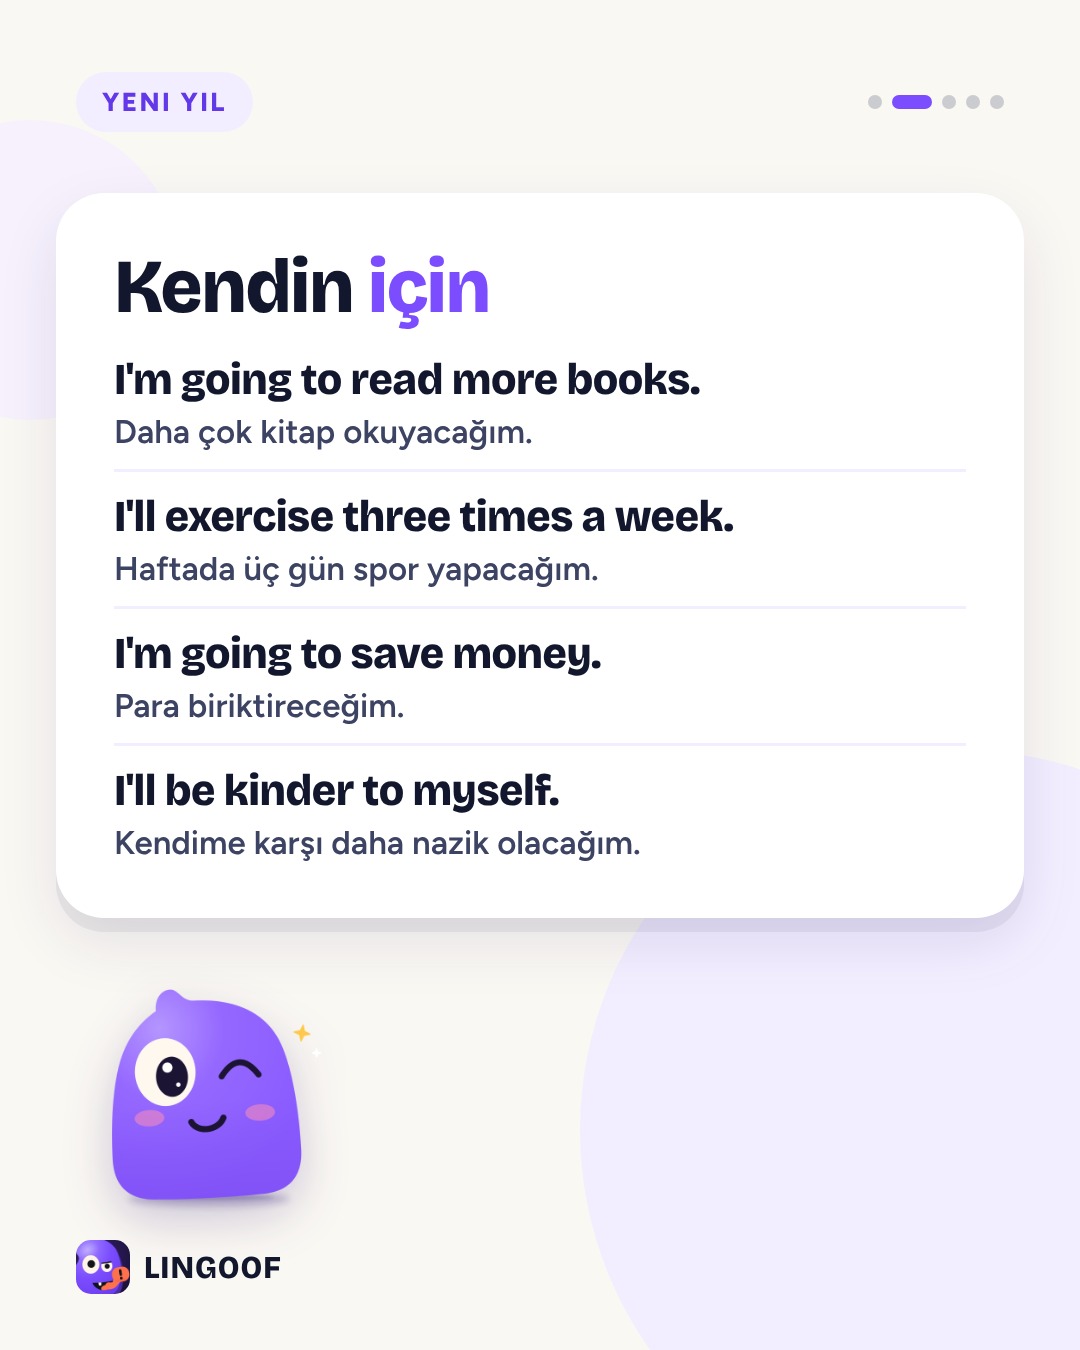 YENI YIL
Kendin için
I'm going to read more books.
Daha çok kitap okuyacağım.
I'll exercise three times a week.
Haftada üç gün spor yapacağım.
I'm going to save money.
Para biriktireceğim.
I'll be kinder to myself.
Kendime karşı daha nazik olacağım.
LINGOOF